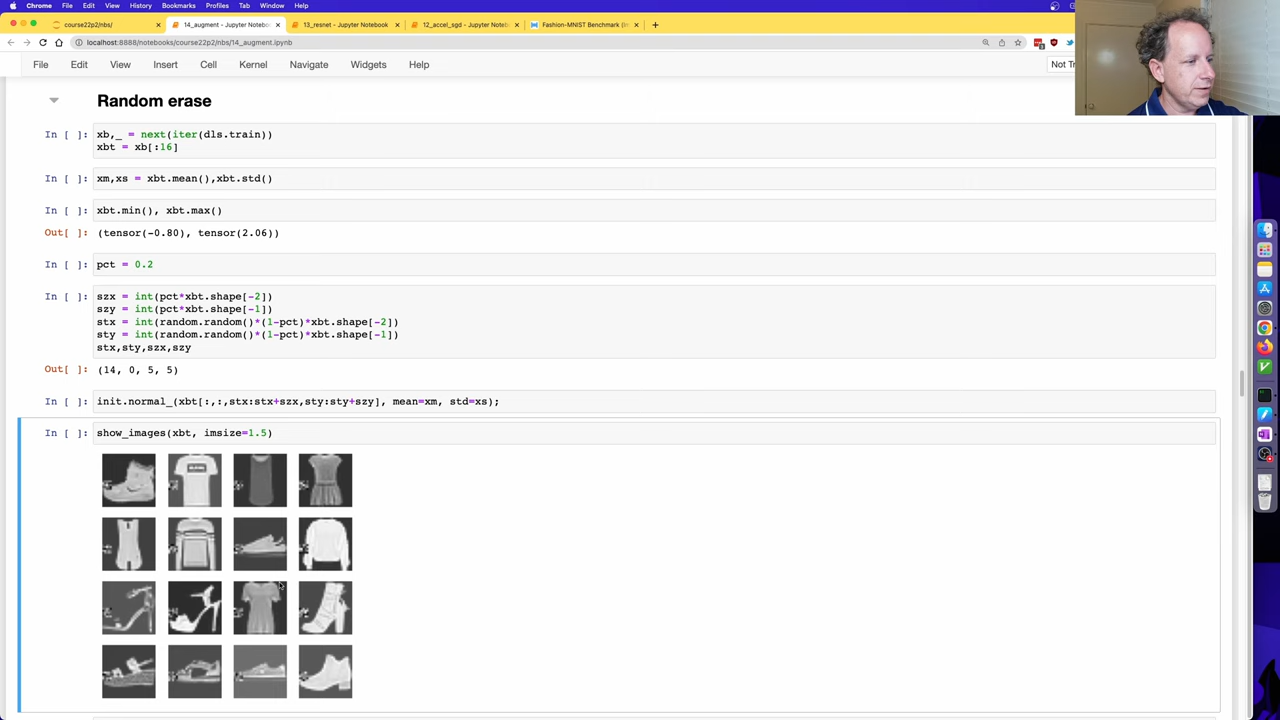 Chrome File Edit View History Bookmarks Profiles Tab Window Help
course22p2/nbs/
14_augment - Jupyter Noteboo
13_resnet - Jupyter Notebook
12_accel_sgd - Jupyter Noteb
Fashion-MNIST Benchmark (Im
localhost:8888/notebooks/course22p2/nbs/14_augment.ipynb
File Edit View Insert Cell Kernel Navigate Widgets Help
Not Tr
Random erase
In [ ]: xb,_ = next(iter(dls.train))
xbt = xb[:16]
In [ ]: xm,xs = xbt.mean(),xbt.std()
In [ ]: xbt.min(), xbt.max()
Out[ ]: (tensor(-0.80), tensor(2.06))
In [ ]: pct = 0.2
In [ ]: szx = int(pct*xbt.shape[-2])
szy = int(pct*xbt.shape[-1])
stx = int(random.random()*(1-pct)*xbt.shape[-2])
sty = int(random.random()*(1-pct)*xbt.shape[-1])
stx,sty,szx,szy
Out[ ]: (14, 0, 5, 5)
In [ ]: init.normal_(xbt[:,:,stx:stx+szx,sty:sty+szy], mean=xm, std=xs);
In [ ]: show_images(xbt, imsize=1.5)